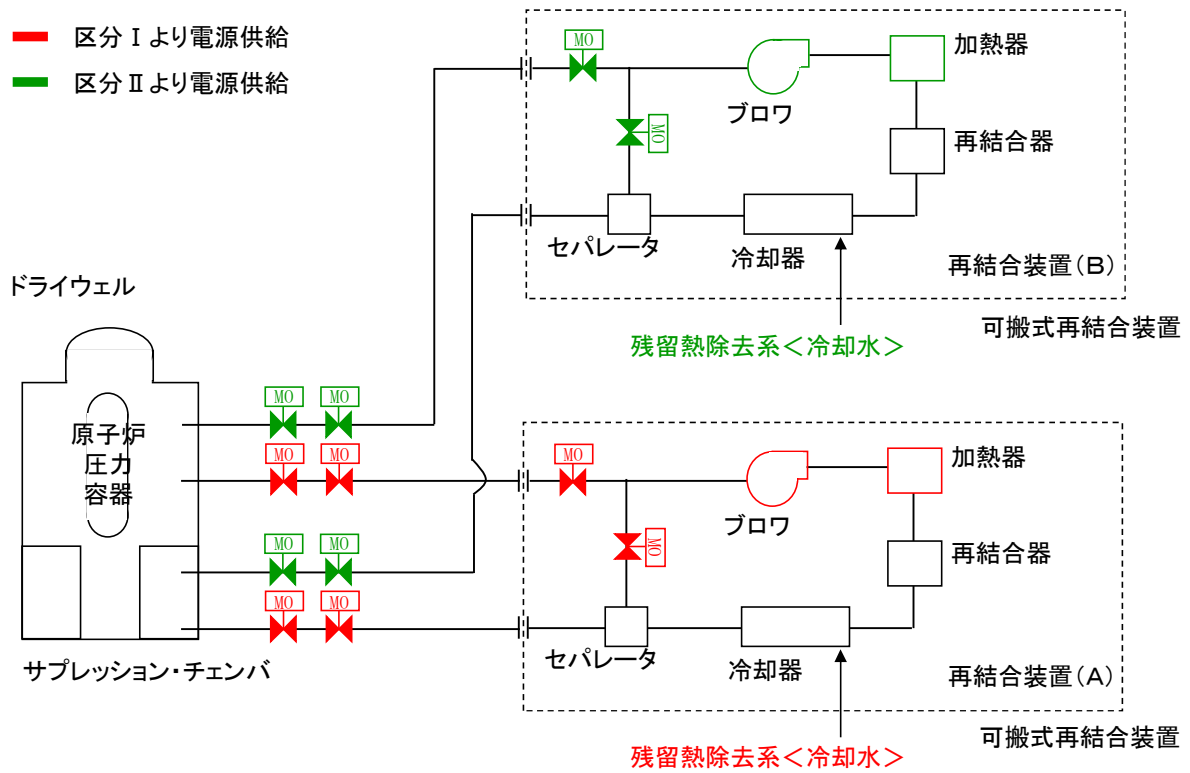 区分Ⅰより電源供給
区分Ⅱより電源供給
MO
加熱器
ブロワ
MO
再結合器
セパレータ
冷却器
再結合装置(B)
可搬式再結合装置
残留熱除去系<冷却水>
ドライウェル
原子炉
圧力
容器
MO
MO
MO
MO
MO
MO
MO
MO
サプレッション・チェンバ
MO
加熱器
ブロワ
MO
再結合器
セパレータ
冷却器
再結合装置(A)
可搬式再結合装置
残留熱除去系<冷却水>